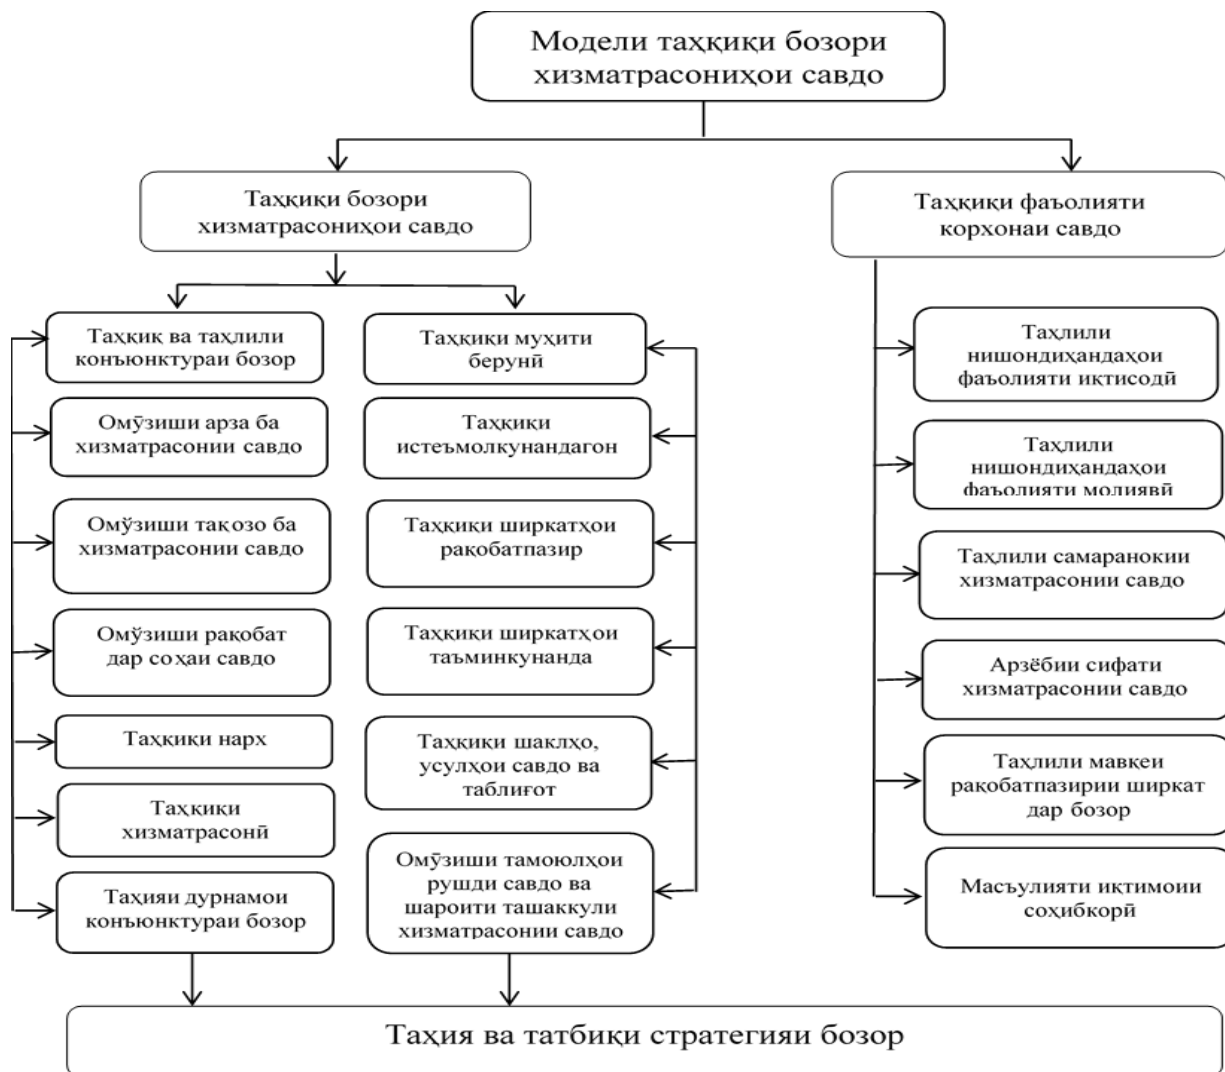 Модели таҳқиқи бозори
хизматрасониҳои савдо
Таҳқиқи бозори
хизматрасониҳои савдо
Таҳқиқи фаъолияти
корхонаи савдо
Таҳқиқ ва таҳлили
конъюнктураи бозор
Омӯзиши арза ба
хизматрасонии савдо
Омӯзиши тақозо ба
хизматрасонии савдо
Омӯзиши рақобат
дар соҳаи савдо
Таҳқиқи нарх
Таҳқиқи
хизматрасонӣ
Таҳияи дурнамои
конъюнктураи бозор
Таҳқиқи муҳити
берунӣ
Таҳқиқи
истеъмолкунандагон
Таҳқиқи ширкатҳои
рақобатпазир
Таҳқиқи ширкатҳои
таъминкунанда
Таҳқиқи шаклҳо,
усулҳои савдо ва
таблиғот
Омӯзиши тамоюлҳои
рушди савдо ва
шароити ташаккули
хизматрасонии савдо
Таҳлили
нишондиҳандаҳои
фаъолияти иқтисодӣ
Таҳлили
нишондиҳандаҳои
фаъолияти молиявӣ
Таҳлили самаранокии
хизматрасонии савдо
Арзёбии сифати
хизматрасонии савдо
Таҳлили мавқеи
рақобатпазирии ширкат
дар бозор
Масъулияти иҷтимоии
соҳибкорӣ
Таҳия ва татбиқи стратегияи бозор